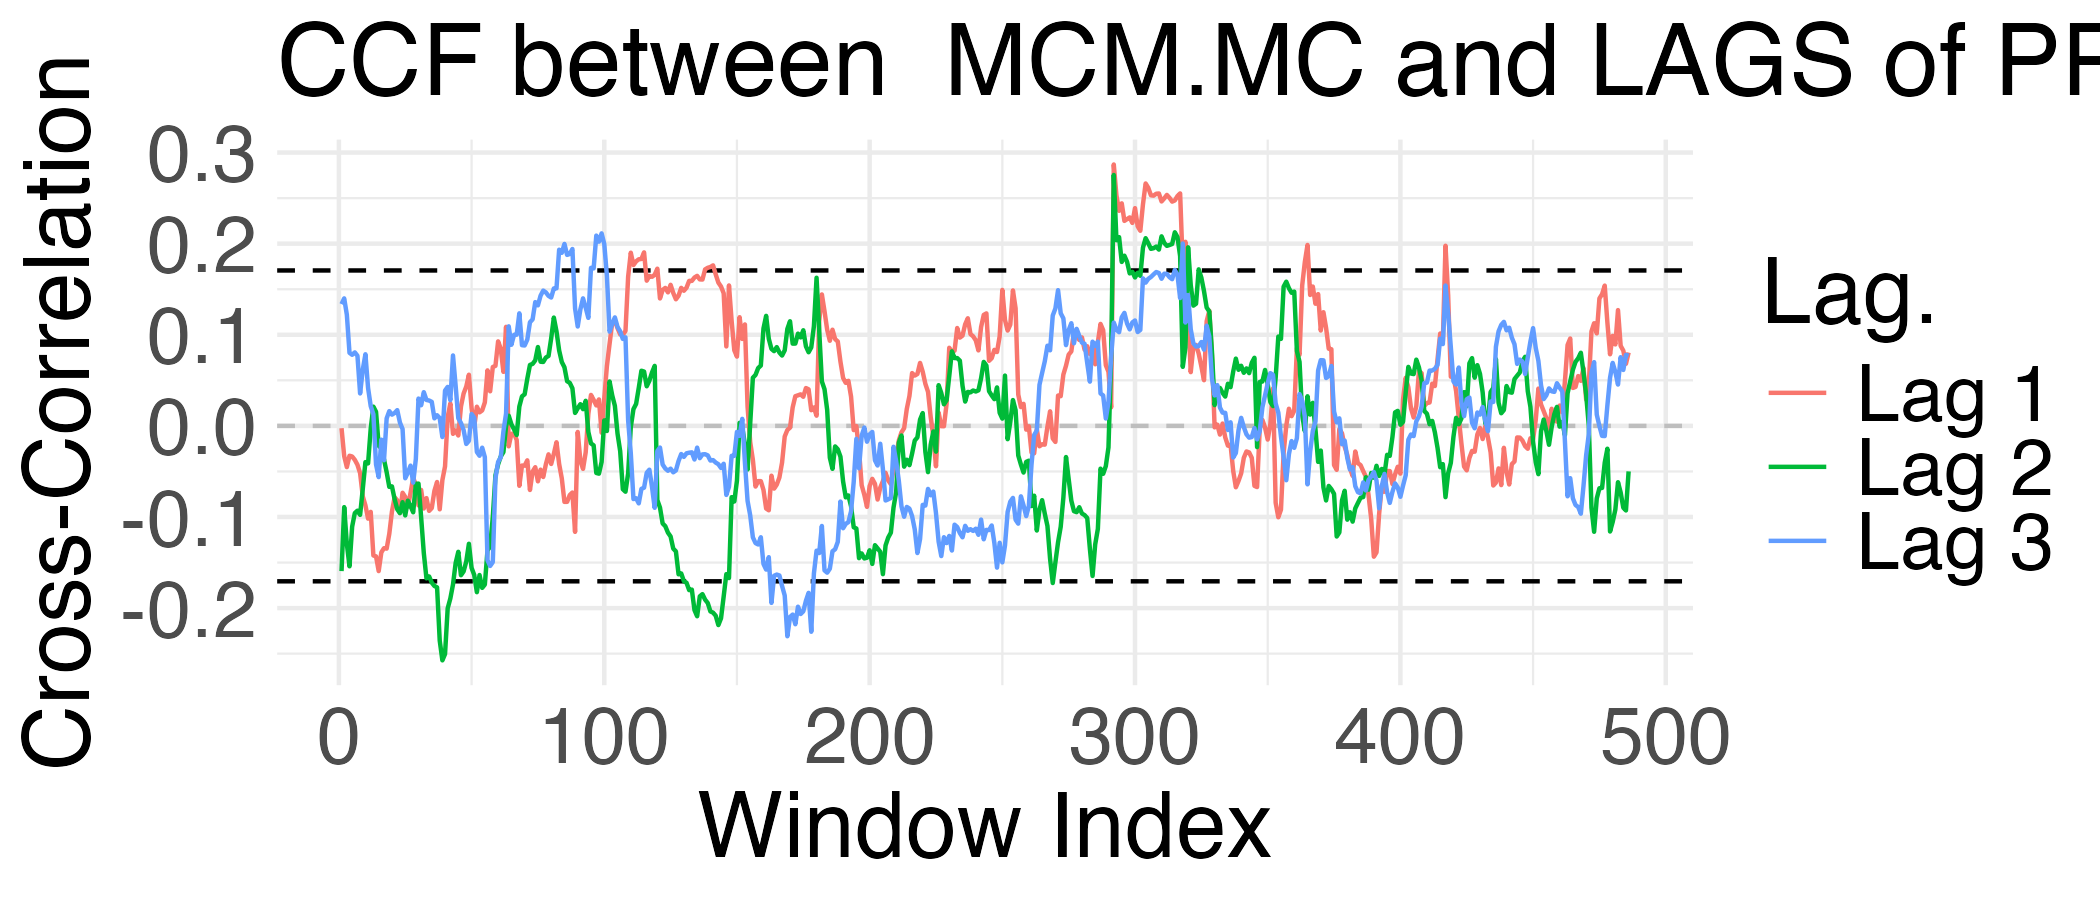 CCF between  MCM.MC and LAGS of
Cross-Correlation
0.3
0.2
0.1
0.0
-0.1
-0.2
0
100
200
300
400
500
Window Index
Lag.
Lag 1
Lag 2
Lag 3